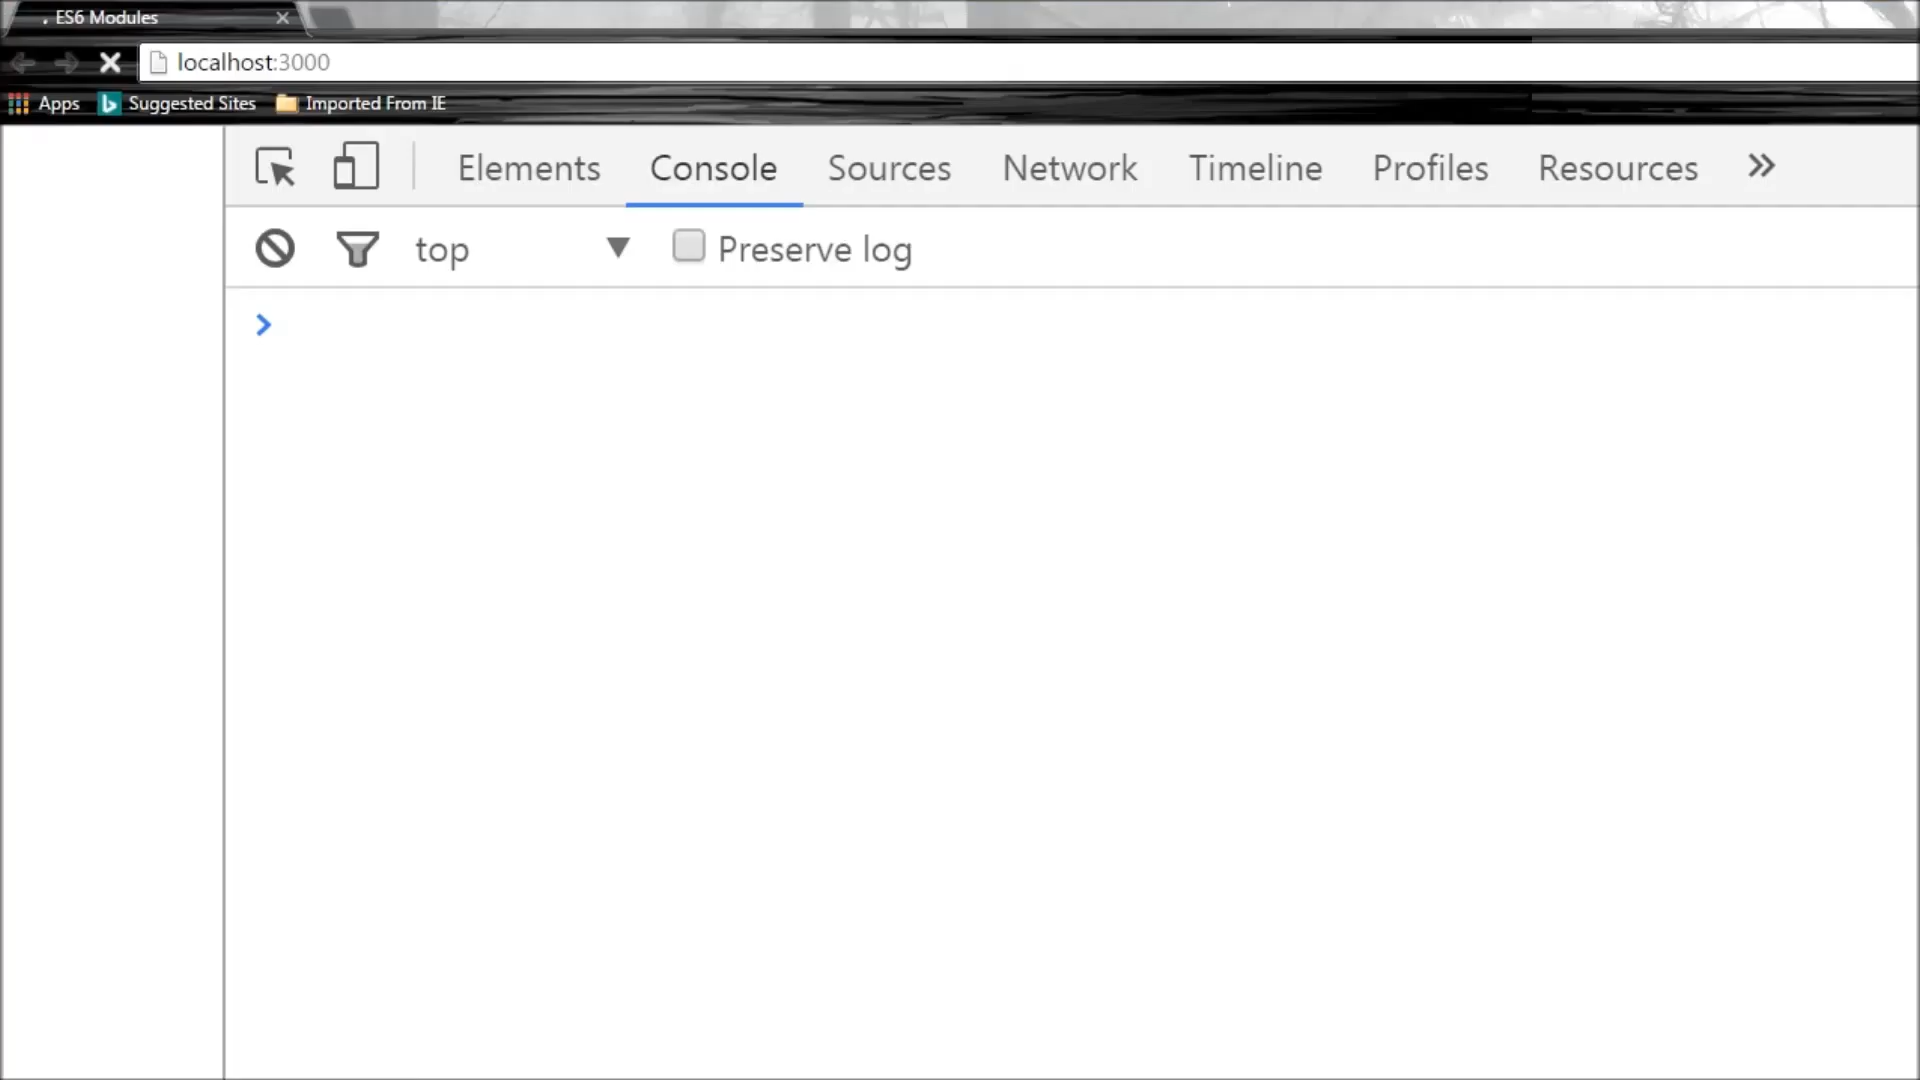 . ES6 Modules
localhost:3000
Apps Suggested Sites Imported From IE
Elements Console Sources Network Timeline Profiles Resources »
top ▼ Preserve log
>